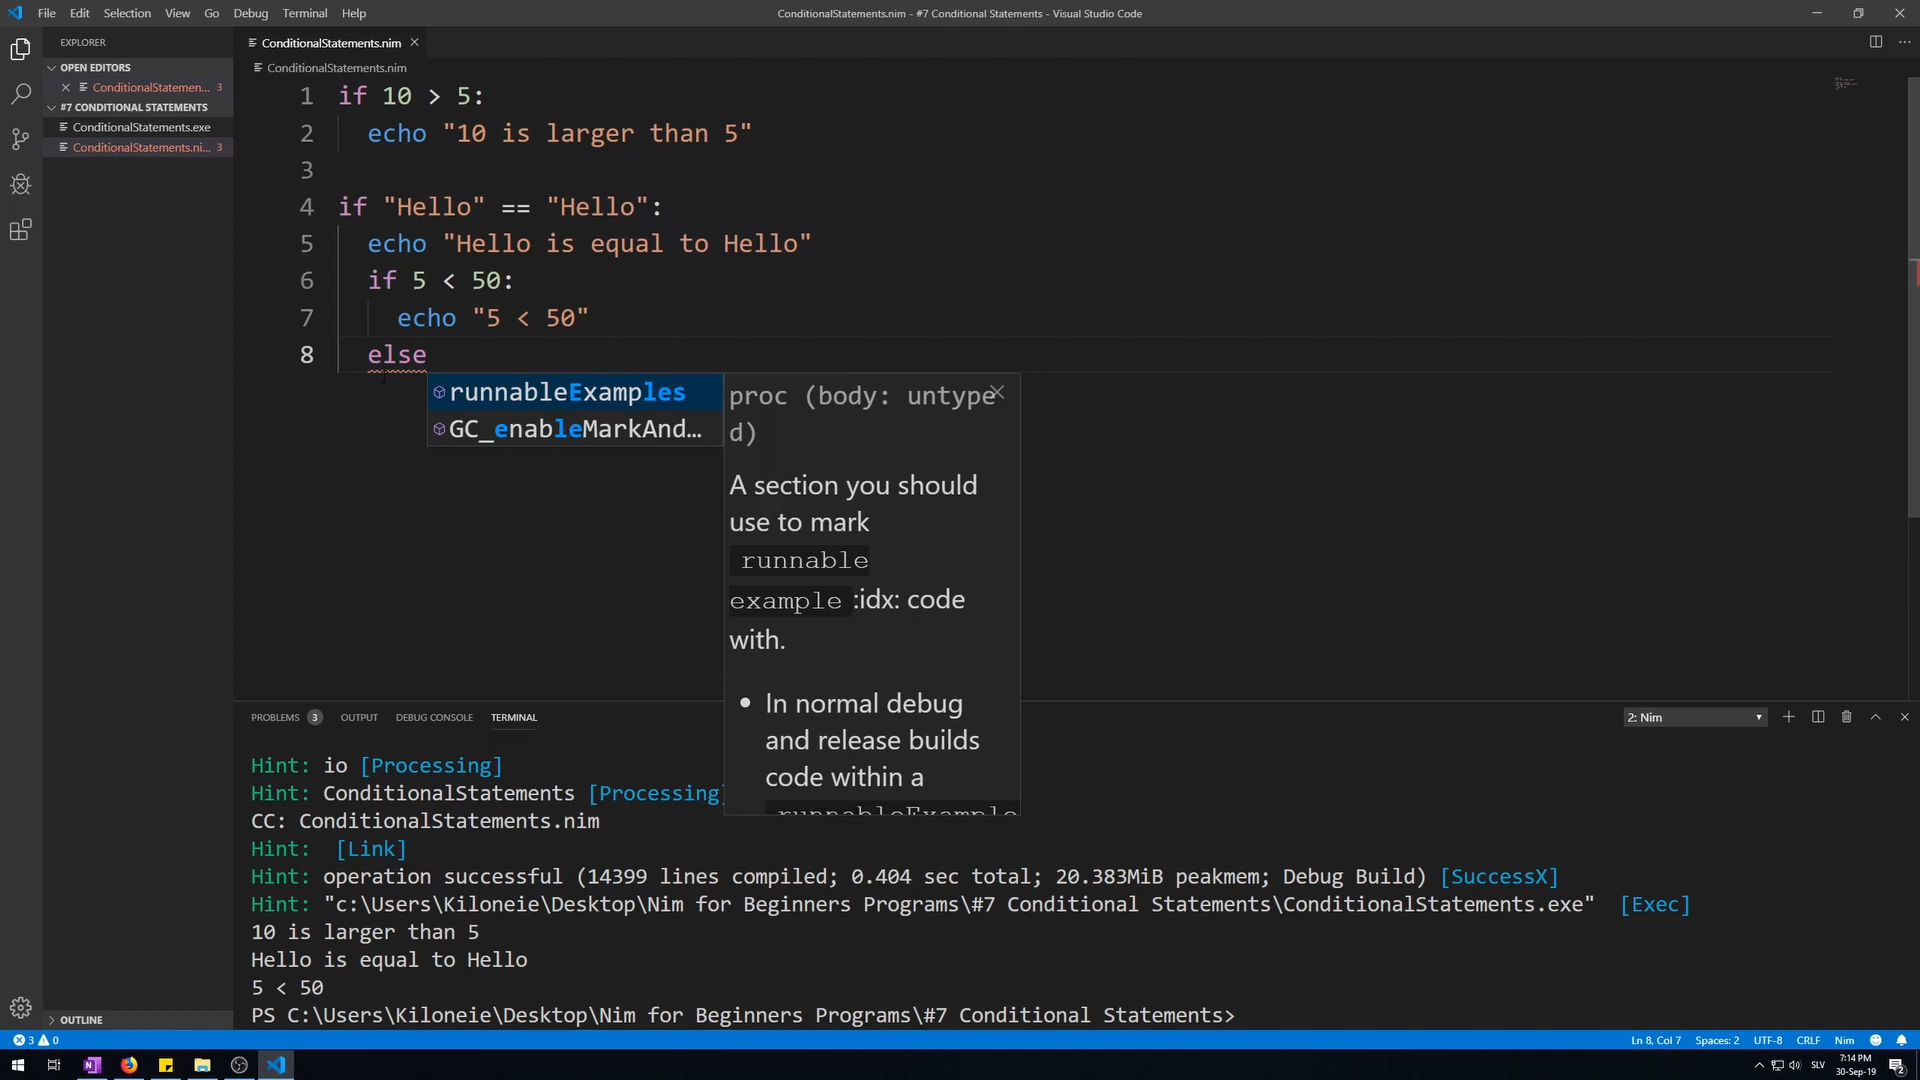 File Edit Selection View Go Debug Terminal Help
ConditionalStatements.nim - #7 Conditional Statements - Visual Studio Code
EXPLORER
OPEN EDITORS
ConditionalStatemen... 3
#7 CONDITIONAL STATEMENTS
ConditionalStatements.exe
ConditionalStatements.ni... 3
OUTLINE
ConditionalStatements.nim
ConditionalStatements.nim
1 if 10 > 5:
2 echo "10 is larger than 5"
3
4 if "Hello" == "Hello":
5 echo "Hello is equal to Hello"
6 if 5 < 50:
7 echo "5 < 50"
8 else
runnableExamples
GC_enableMarkAnd...
proc (body: untype
d)
A section you should
use to mark
runnable
example :idx: code
with.
• In normal debug
and release builds
code within a
runnableExample
PROBLEMS 3 OUTPUT DEBUG CONSOLE TERMINAL
2: Nim
Hint: io [Processing]
Hint: ConditionalStatements [Processing]
CC: ConditionalStatements.nim
Hint: [Link]
Hint: operation successful (14399 lines compiled; 0.404 sec total; 20.383MiB peakmem; Debug Build) [SuccessX]
Hint: "c:\Users\Kiloneie\Desktop\Nim for Beginners Programs\#7 Conditional Statements\ConditionalStatements.exe" [Exec]
10 is larger than 5
Hello is equal to Hello
5 < 50
PS C:\Users\Kiloneie\Desktop\Nim for Beginners Programs\#7 Conditional Statements>
3 0
Ln 8, Col 7 Spaces: 2 UTF-8 CRLF Nim
SLV
7:14 PM
30-Sep-19
2